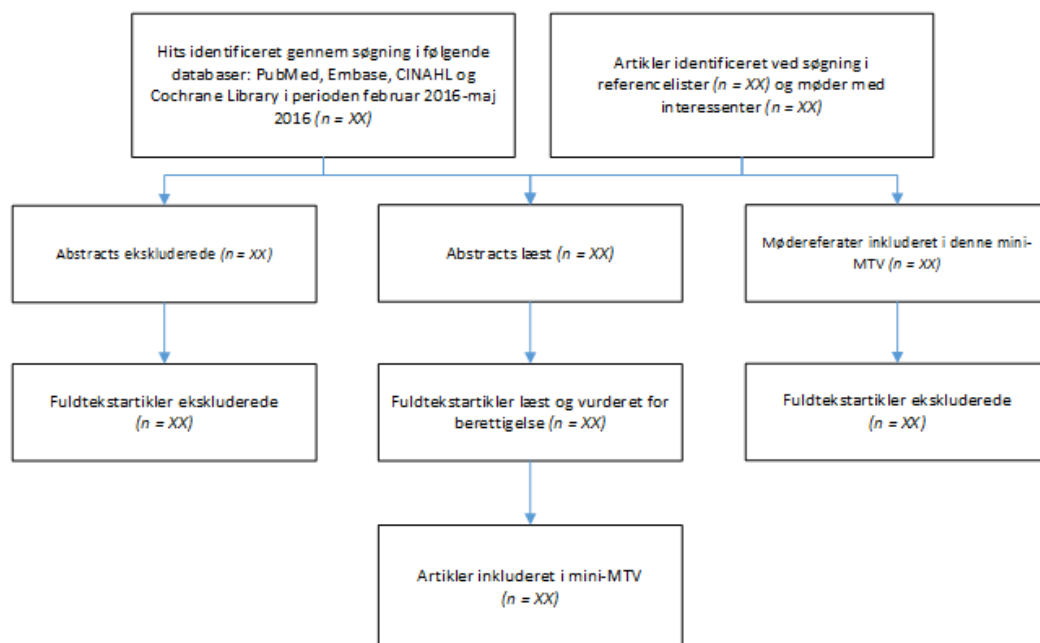 Hits identificeret gennem søgning i følgende
databaser: PubMed, Embase, CINAHL og
Cochrane Library i perioden februar 2016-maj
2016 (n = XX)
Artikler identificeret ved søgning i
referencelister (n = XX) og møder med
interessenter (n = XX)
Abstracts ekskluderede (n = XX)
Abstracts læst (n = XX)
Mødereferater inkluderet i denne mini-
MTV (n = XX)
Fuldtekstartikler ekskluderede
(n = XX)
Fuldtekstartikler læst og vurderet for
berettigelse (n = XX)
Fuldtekstartikler ekskluderede
(n = XX)
Artikler inkluderet i mini-MTV
(n = XX)